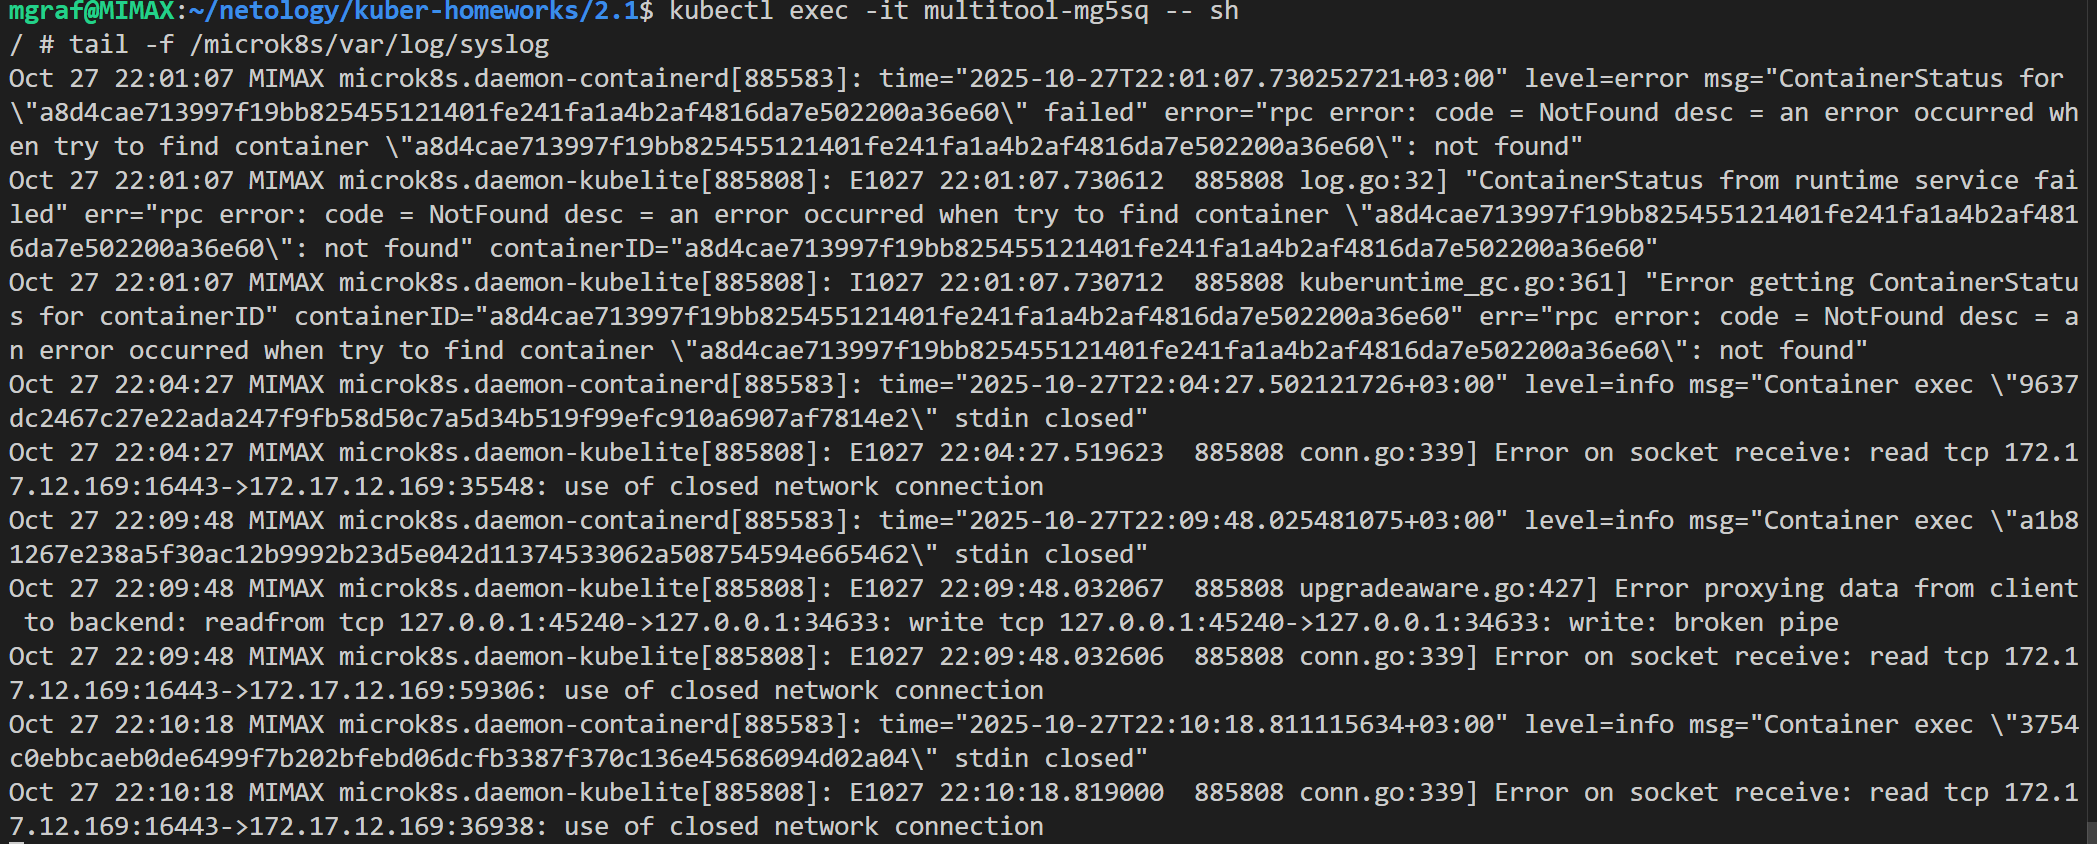 mgraf@MIMAX:~/netology/kuber-homeworks/2.1$ kubectl exec -it multitool-mg5sq -- sh
/ # tail -f /microk8s/var/log/syslog
Oct 27 22:01:07 MIMAX microk8s.daemon-containerd[885583]: time="2025-10-27T22:01:07.730252721+03:00" level=error msg="ContainerStatus for
\"a8d4cae713997f19bb825455121401fe241fa1a4b2af4816da7e502200a36e60\" failed" error="rpc error: code = NotFound desc = an error occurred wh
en try to find container \"a8d4cae713997f19bb825455121401fe241fa1a4b2af4816da7e502200a36e60\": not found"
Oct 27 22:01:07 MIMAX microk8s.daemon-kubelite[885808]: E1027 22:01:07.730612  885808 log.go:32] "ContainerStatus from runtime service fai
led" err="rpc error: code = NotFound desc = an error occurred when try to find container \"a8d4cae713997f19bb825455121401fe241fa1a4b2af481
6da7e502200a36e60\": not found" containerID="a8d4cae713997f19bb825455121401fe241fa1a4b2af4816da7e502200a36e60"
Oct 27 22:01:07 MIMAX microk8s.daemon-kubelite[885808]: I1027 22:01:07.730712  885808 kuberuntime_gc.go:361] "Error getting ContainerStatu
s for containerID" containerID="a8d4cae713997f19bb825455121401fe241fa1a4b2af4816da7e502200a36e60" err="rpc error: code = NotFound desc = a
n error occurred when try to find container \"a8d4cae713997f19bb825455121401fe241fa1a4b2af4816da7e502200a36e60\": not found"
Oct 27 22:04:27 MIMAX microk8s.daemon-containerd[885583]: time="2025-10-27T22:04:27.502121726+03:00" level=info msg="Container exec \"9637
dc2467c27e22ada247f9fb58d50c7a5d34b519f99efc910a6907af7814e2\" stdin closed"
Oct 27 22:04:27 MIMAX microk8s.daemon-kubelite[885808]: E1027 22:04:27.519623  885808 conn.go:339] Error on socket receive: read tcp 172.1
7.12.169:16443->172.17.12.169:35548: use of closed network connection
Oct 27 22:09:48 MIMAX microk8s.daemon-containerd[885583]: time="2025-10-27T22:09:48.025481075+03:00" level=info msg="Container exec \"a1b8
1267e238a5f30ac12b9992b23d5e042d11374533062a508754594e665462\" stdin closed"
Oct 27 22:09:48 MIMAX microk8s.daemon-kubelite[885808]: E1027 22:09:48.032067  885808 upgradeaware.go:427] Error proxying data from client
 to backend: readfrom tcp 127.0.0.1:45240->127.0.0.1:34633: write tcp 127.0.0.1:45240->127.0.0.1:34633: write: broken pipe
Oct 27 22:09:48 MIMAX microk8s.daemon-kubelite[885808]: E1027 22:09:48.032606  885808 conn.go:339] Error on socket receive: read tcp 172.1
7.12.169:16443->172.17.12.169:59306: use of closed network connection
Oct 27 22:10:18 MIMAX microk8s.daemon-containerd[885583]: time="2025-10-27T22:10:18.811115634+03:00" level=info msg="Container exec \"3754
c0ebbcaeb0de6499f7b202bfebd06dcfb3387f370c136e45686094d02a04\" stdin closed"
Oct 27 22:10:18 MIMAX microk8s.daemon-kubelite[885808]: E1027 22:10:18.819000  885808 conn.go:339] Error on socket receive: read tcp 172.1
7.12.169:16443->172.17.12.169:36938: use of closed network connection